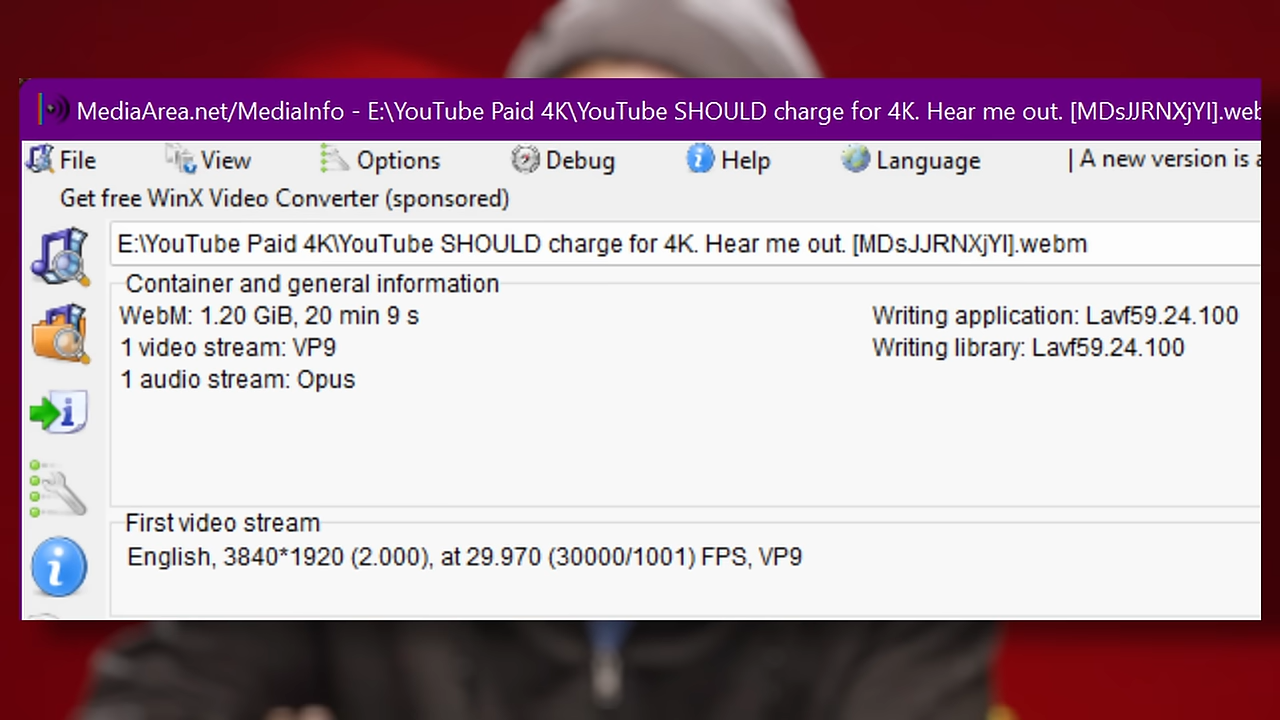 MediaArea.net/MediaInfo - E:\YouTube Paid 4K\YouTube SHOULD charge for 4K. Hear me out. [MDsJJRNXjYI].web
File View Options Debug Help Language | A new version is a
Get free WinX Video Converter (sponsored)
E:\YouTube Paid 4K\YouTube SHOULD charge for 4K. Hear me out. [MDsJJRNXjYI].webm
Container and general information
WebM: 1.20 GiB, 20 min 9 s Writing application: Lavf59.24.100
1 video stream: VP9 Writing library: Lavf59.24.100
1 audio stream: Opus
First video stream
English, 3840*1920 (2.000), at 29.970 (30000/1001) FPS, VP9